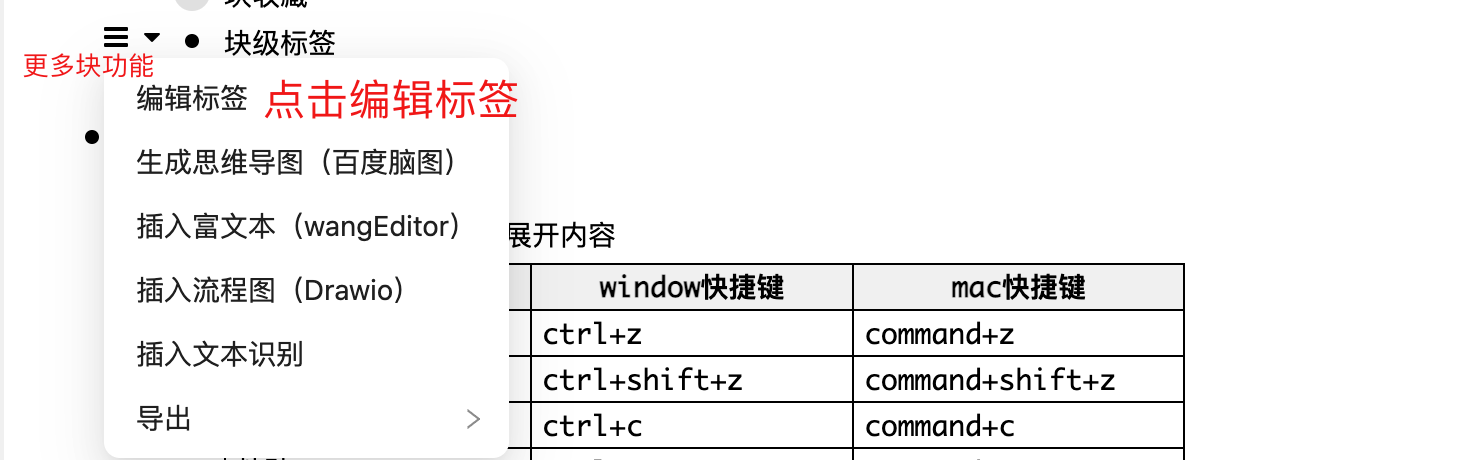 块收藏
块级标签
更多块功能
编辑标签 点击编辑标签
生成思维导图（百度脑图）
插入富文本（wangEditor）
展开内容
插入流程图（Drawio）
window快捷键 mac快捷键
ctrl+z command+z
插入文本识别
ctrl+shift+z command+shift+z
导出
ctrl+c command+c